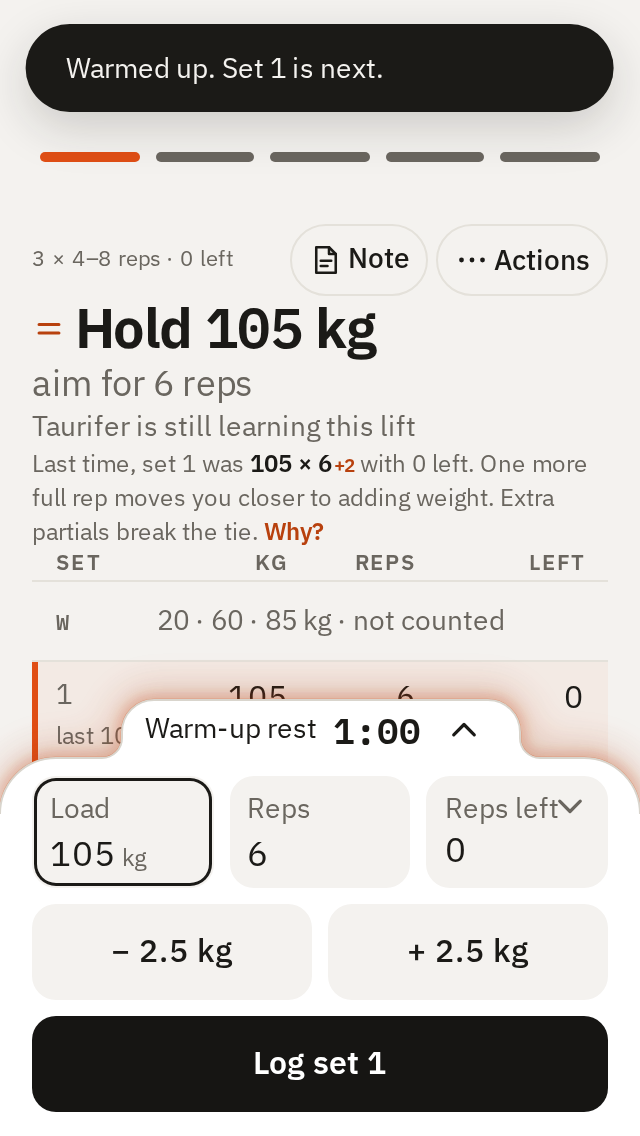 Warmed up. Set 1 is next.
3 × 4–8 reps · 0 left
Note
··· Actions
= Hold 105 kg
aim for 6 reps
Taurifer is still learning this lift
Last time, set 1 was 105 × 6 +2 with 0 left. One more
full rep moves you closer to adding weight. Extra
partials break the tie. Why?
SET KG REPS LEFT
W 20 · 60 · 85 kg · not counted
1 105 6 0
last 10
Warm-up rest 1:00
Load Reps Reps left
105 kg 6 0
− 2.5 kg + 2.5 kg
Log set 1